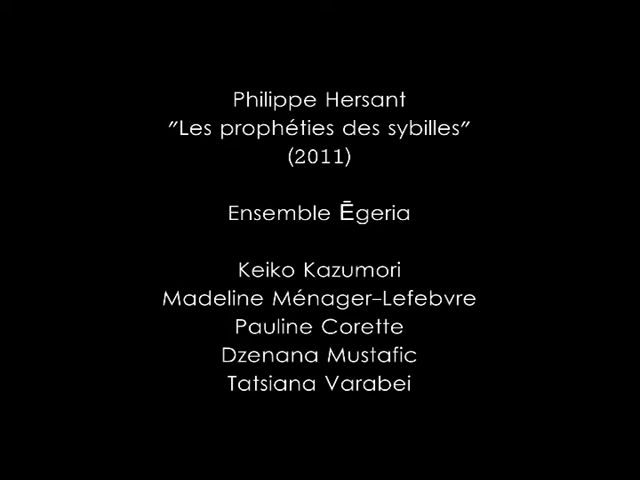 Philippe Hersant
"Les prophéties des sybilles"
(2011)
Ensemble Ēgeria
Keiko Kazumori
Madeline Ménager-Lefebvre
Pauline Corette
Dzenana Mustafic
Tatsiana Varabei